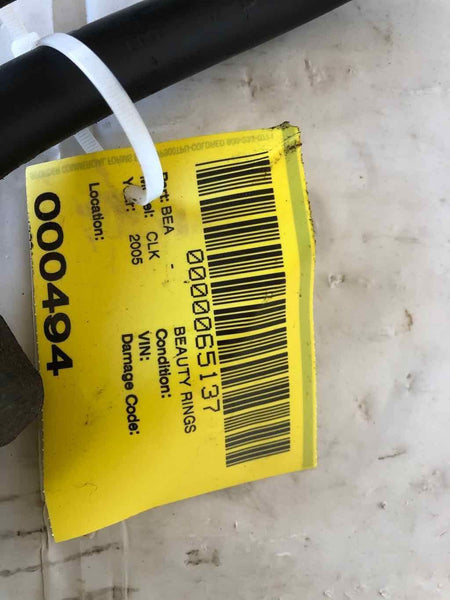 0000065137
Part: BEA - BEAUTY RINGS
Model: CLK Condition:
Year: 2005 VIN:
Location: Damage Code:
000494